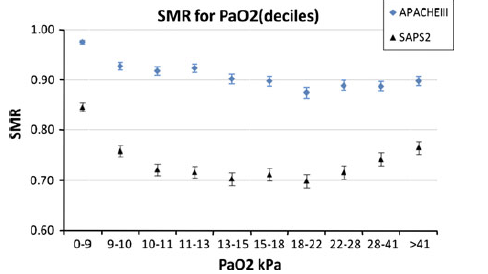 SMR for PaO2(deciles)
APACHEIII
SAPS2
1.00
0.90
0.80
0.70
0.60
SMR
0-9 9-10 10-11 11-13 13-15 15-18 18-22 22-28 28-41 >41
PaO2 kPa